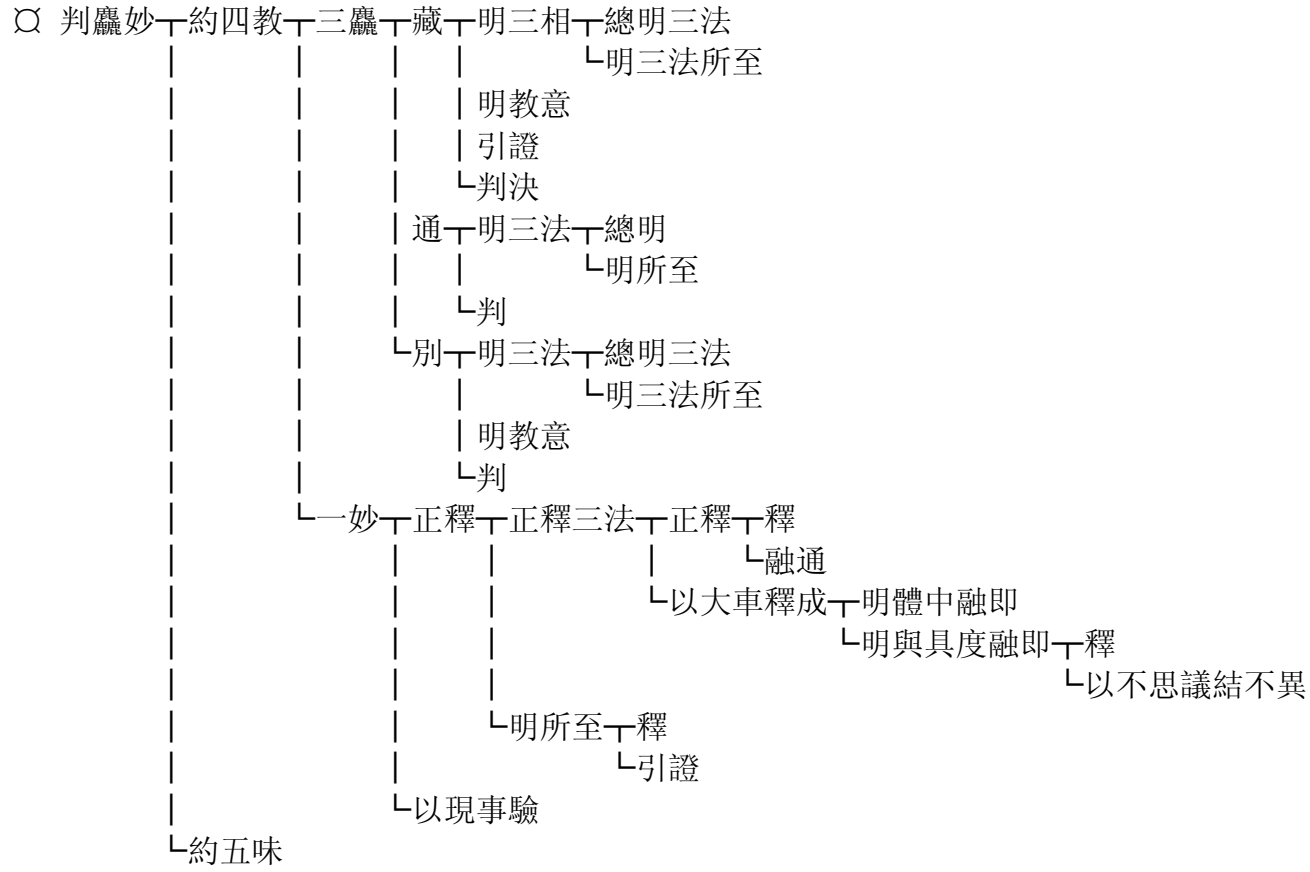 ¤ 判麤妙┬約四教┬三麤┬藏┬明三相┬總明三法
│ │ │ │ └明三法所至
│ │ │ │明教意
│ │ │ │引證
│ │ │ └判決
│ │ │通┬明三法┬總明
│ │ │ │ └明所至
│ │ │ └判
│ │ └別┬明三法┬總明三法
│ │ │ └明三法所至
│ │ │明教意
│ │ └判
│ └一妙┬正釋┬正釋三法┬正釋┬釋
│ │ │ │ └融通
│ │ │ └以大車釋成┬明體中融即
│ │ │ └明與具度融即┬釋
│ │ │ └以不思議結不異
│ │ └明所至┬釋
│ │ └引證
│ └以現事驗
└約五味